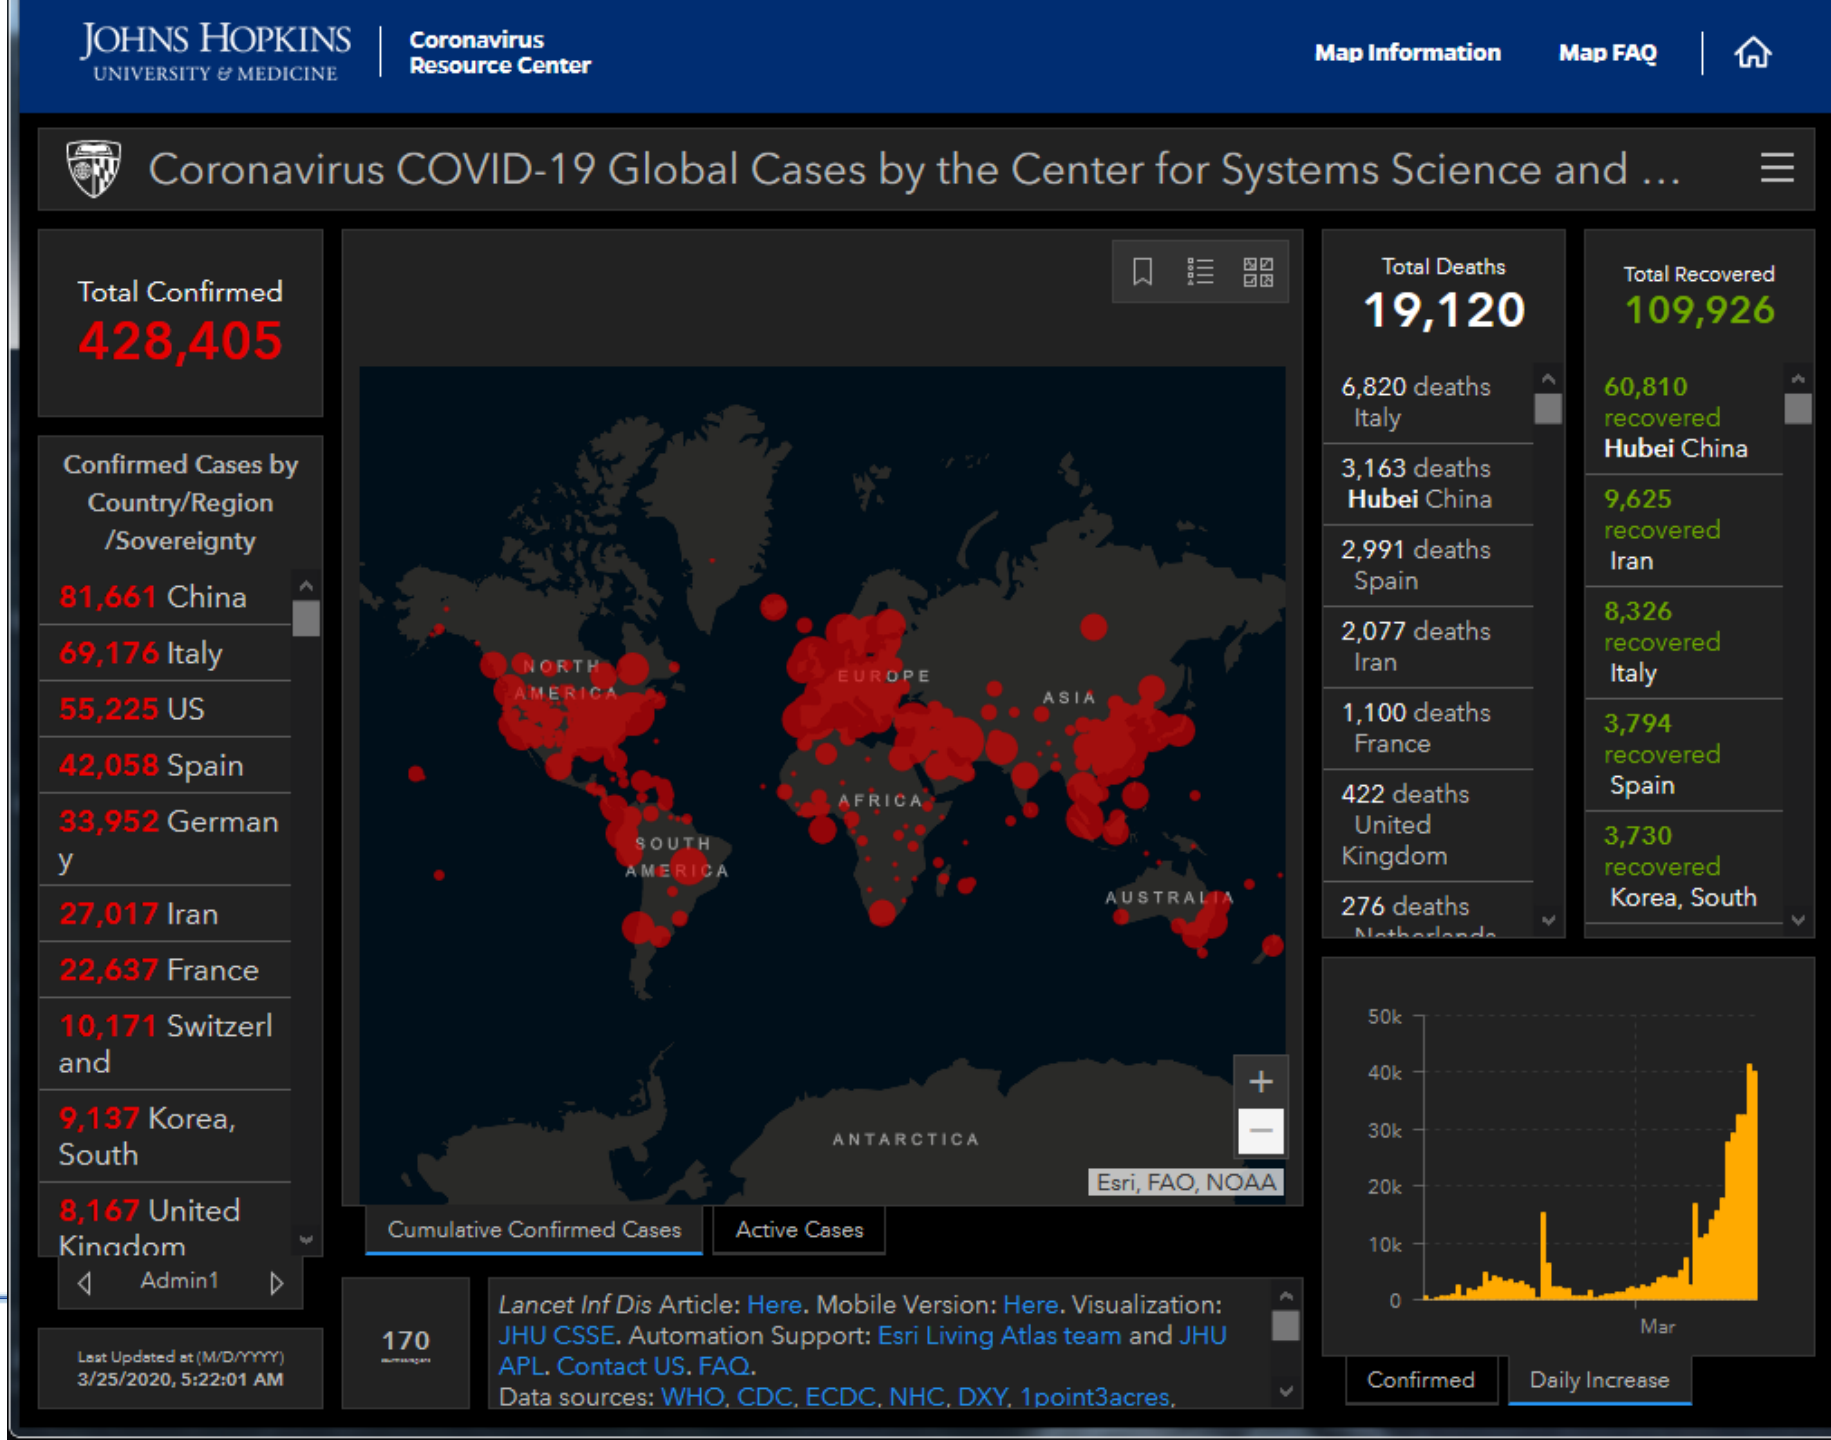 JOHNS HOPKINS
UNIVERSITY & MEDICINE
Coronavirus
Resource Center
Map Information
Map FAQ
Coronavirus COVID-19 Global Cases by the Center for Systems Science and ...
Total Confirmed
428,405
Confirmed Cases by
Country/Region
/Sovereignty
81,661 China
69,176 Italy
55,225 US
42,058 Spain
33,952 German
y
27,017 Iran
22,637 France
10,171 Switzerl
and
9,137 Korea,
South
8,167 United
Kingdom
Admin1
Last Updated at (M/D/YYYY)
3/25/2020, 5:22:01 AM
NORTH
AMERICA
SOUTH
AMERICA
EUROPE
AFRICA
ASIA
AUSTRALIA
ANTARCTICA
Esri, FAO, NOAA
Cumulative Confirmed Cases
Active Cases
170
Lancet Inf Dis Article: Here. Mobile Version: Here. Visualization:
JHU CSSE. Automation Support: Esri Living Atlas team and JHU
APL. Contact US. FAQ.
Data sources: WHO, CDC, ECDC, NHC, DXY, 1point3acres,
Total Deaths
19,120
6,820 deaths
Italy
3,163 deaths
Hubei China
2,991 deaths
Spain
2,077 deaths
Iran
1,100 deaths
France
422 deaths
United
Kingdom
276 deaths
Netherlands
Total Recovered
109,926
60,810
recovered
Hubei China
9,625
recovered
Iran
8,326
recovered
Italy
3,794
recovered
Spain
3,730
recovered
Korea, South
50k
40k
30k
20k
10k
0
Mar
Confirmed
Daily Increase